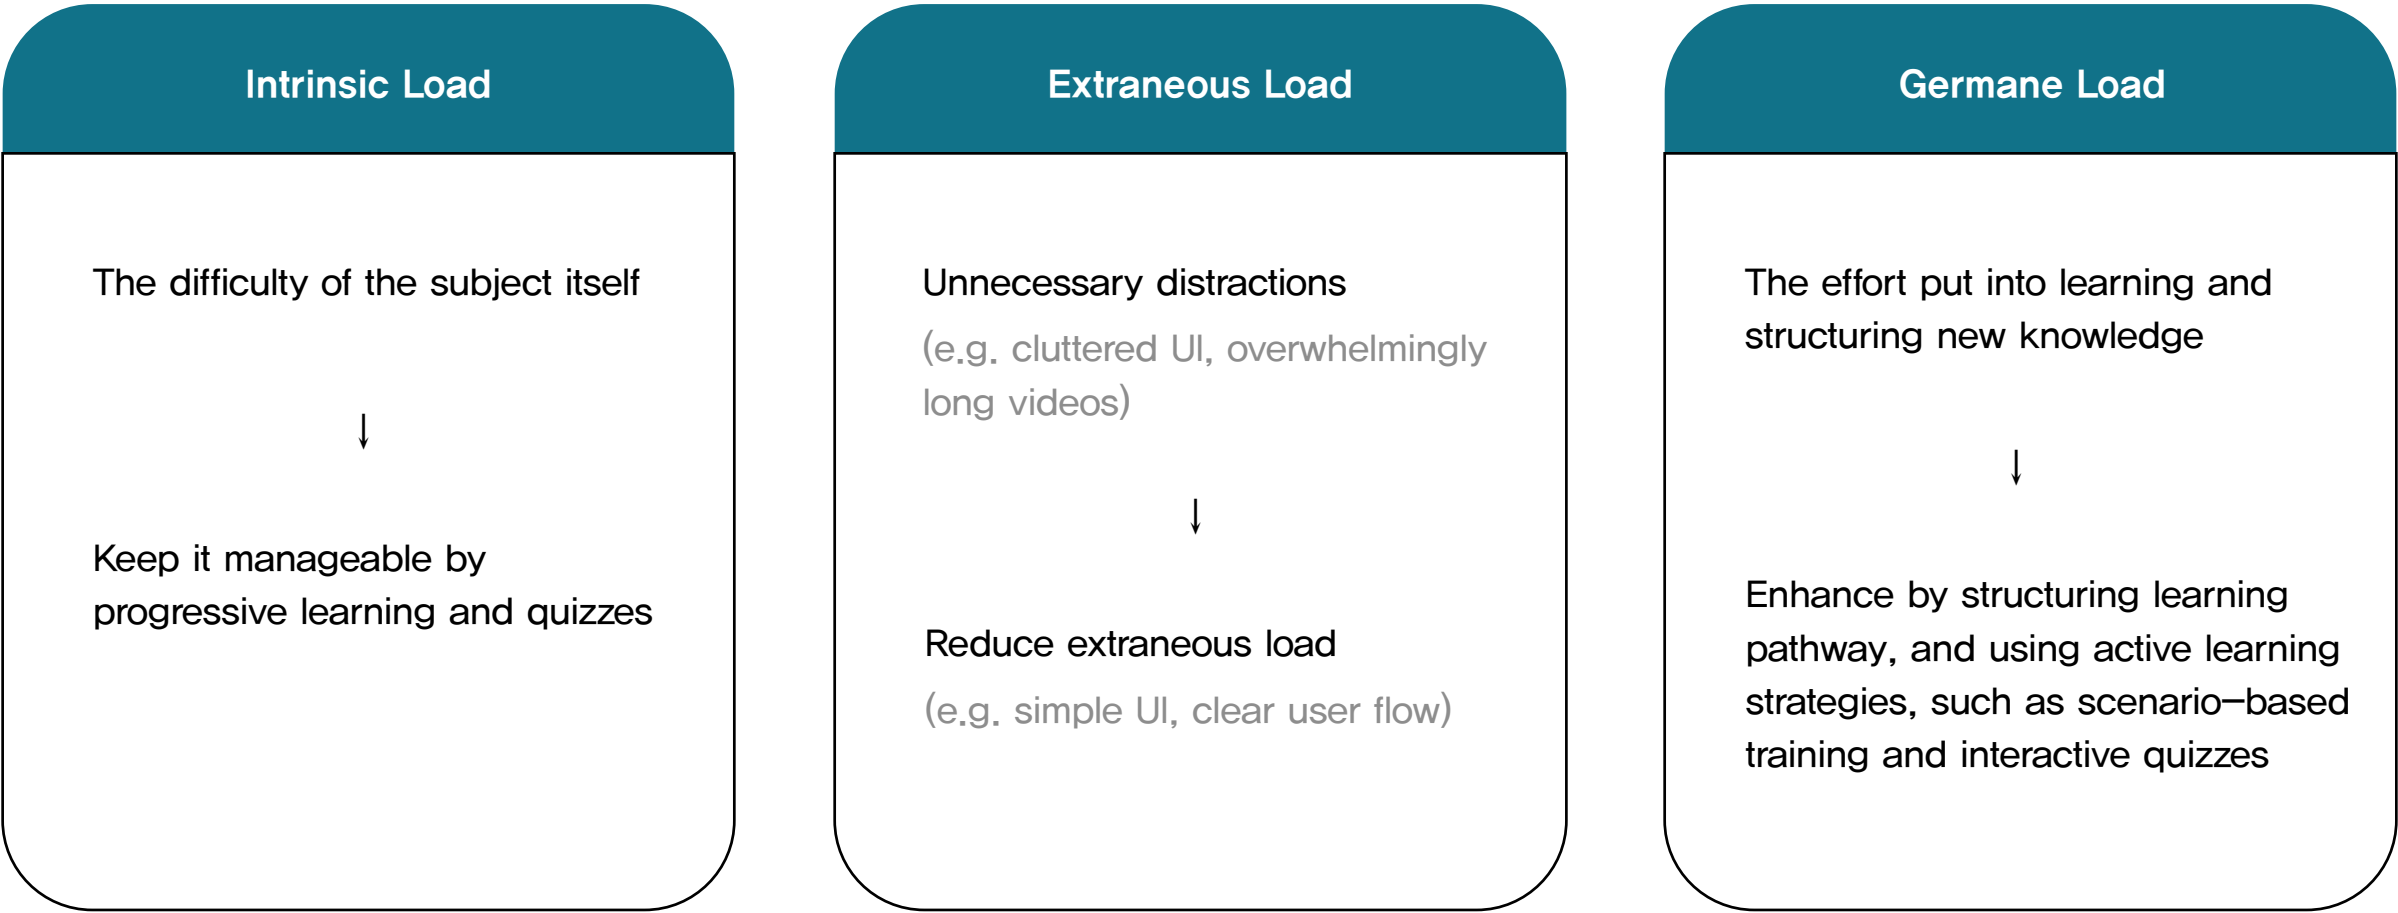 Intrinsic Load
The difficulty of the subject itself
↓
Keep it manageable by
progressive learning and quizzes
Extraneous Load
Unnecessary distractions
(e.g. cluttered UI, overwhelmingly
long videos)
↓
Reduce extraneous load
(e.g. simple UI, clear user flow)
Germane Load
The effort put into learning and
structuring new knowledge
↓
Enhance by structuring learning
pathway, and using active learning
strategies, such as scenario–based
training and interactive quizzes